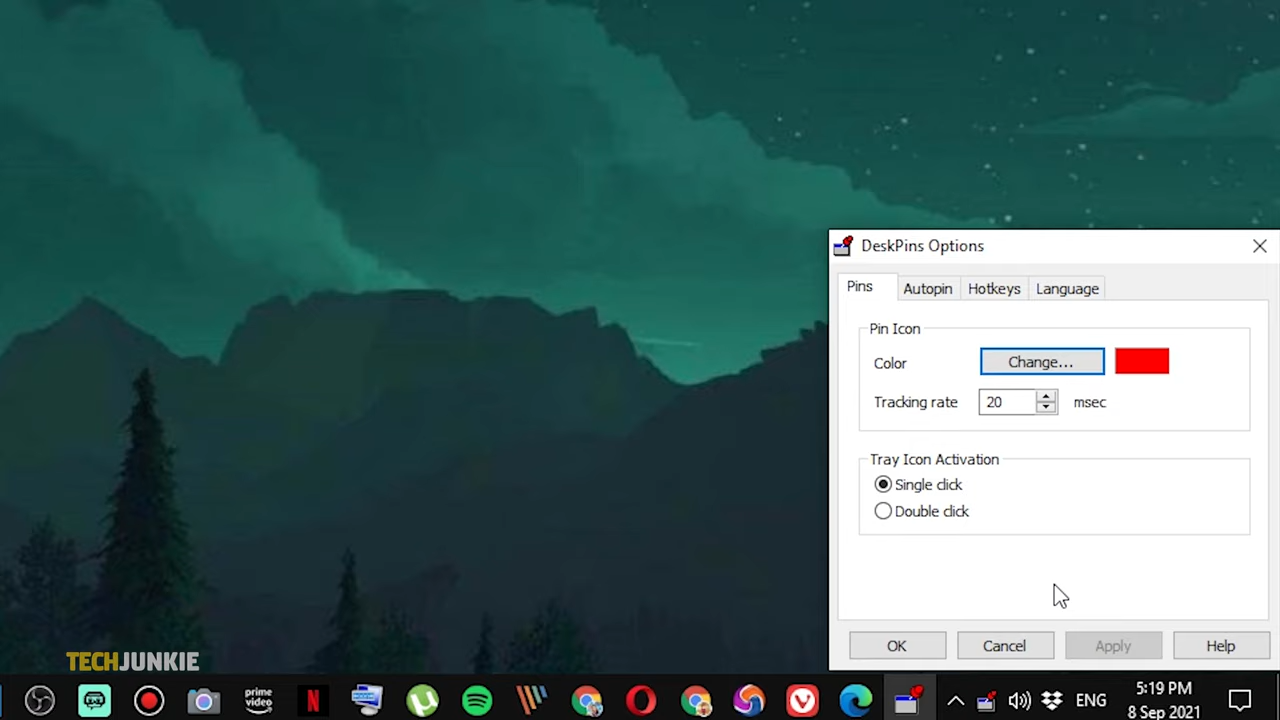 DeskPins Options
Pins Autopin Hotkeys Language
Pin Icon
Color Change...
Tracking rate 20 msec
Tray Icon Activation
Single click
Double click
OK Cancel Apply Help
TECHJUNKIE
prime video
N
ENG
5:19 PM
8 Sep 2021